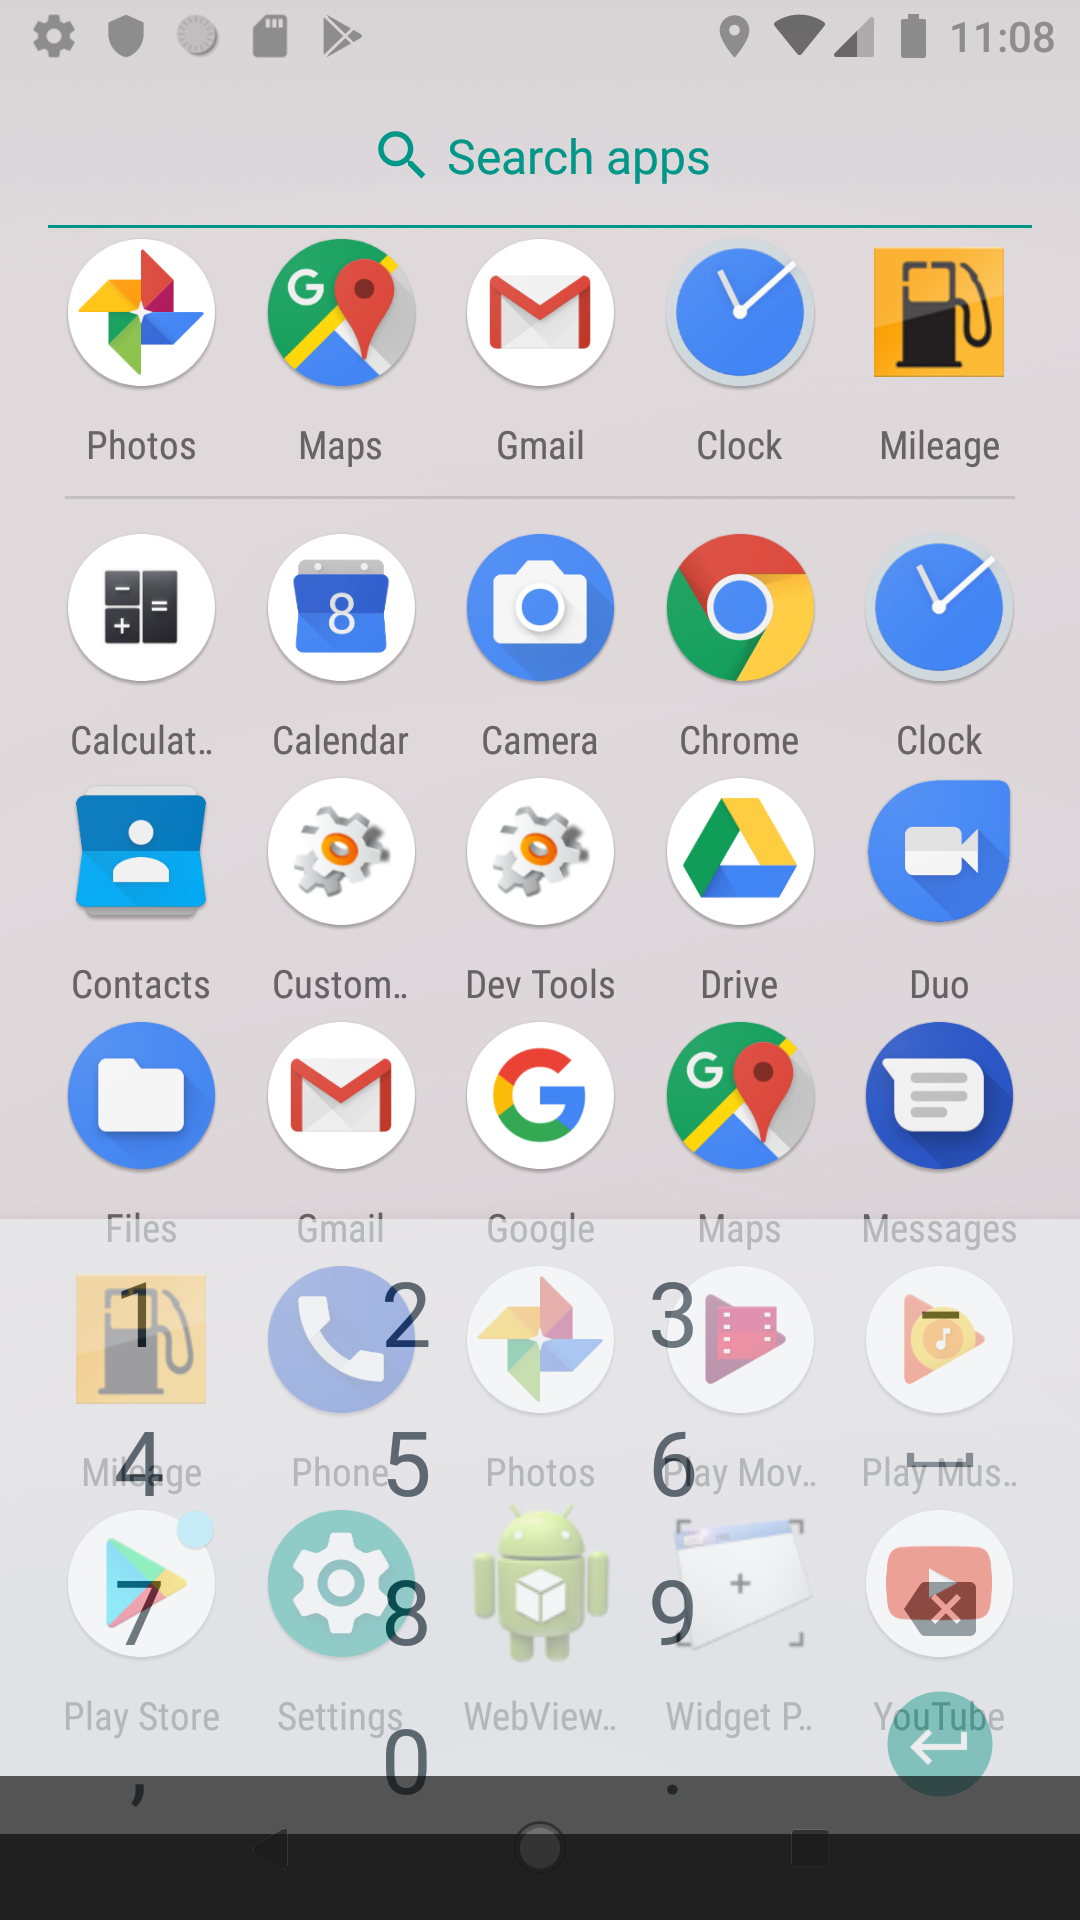 11:08
Search apps
Photos Maps Gmail Clock Mileage
Calculat.. Calendar Camera Chrome Clock
Contacts Custom.. Dev Tools Drive Duo
Files Gmail Google Maps Messages
1 2 3 –
Mileage Phone Photos Play Mov.. Play Mus..
4 5 6
7 8 9
Play Store Settings WebView.. Widget P.. YouTube
, 0 .